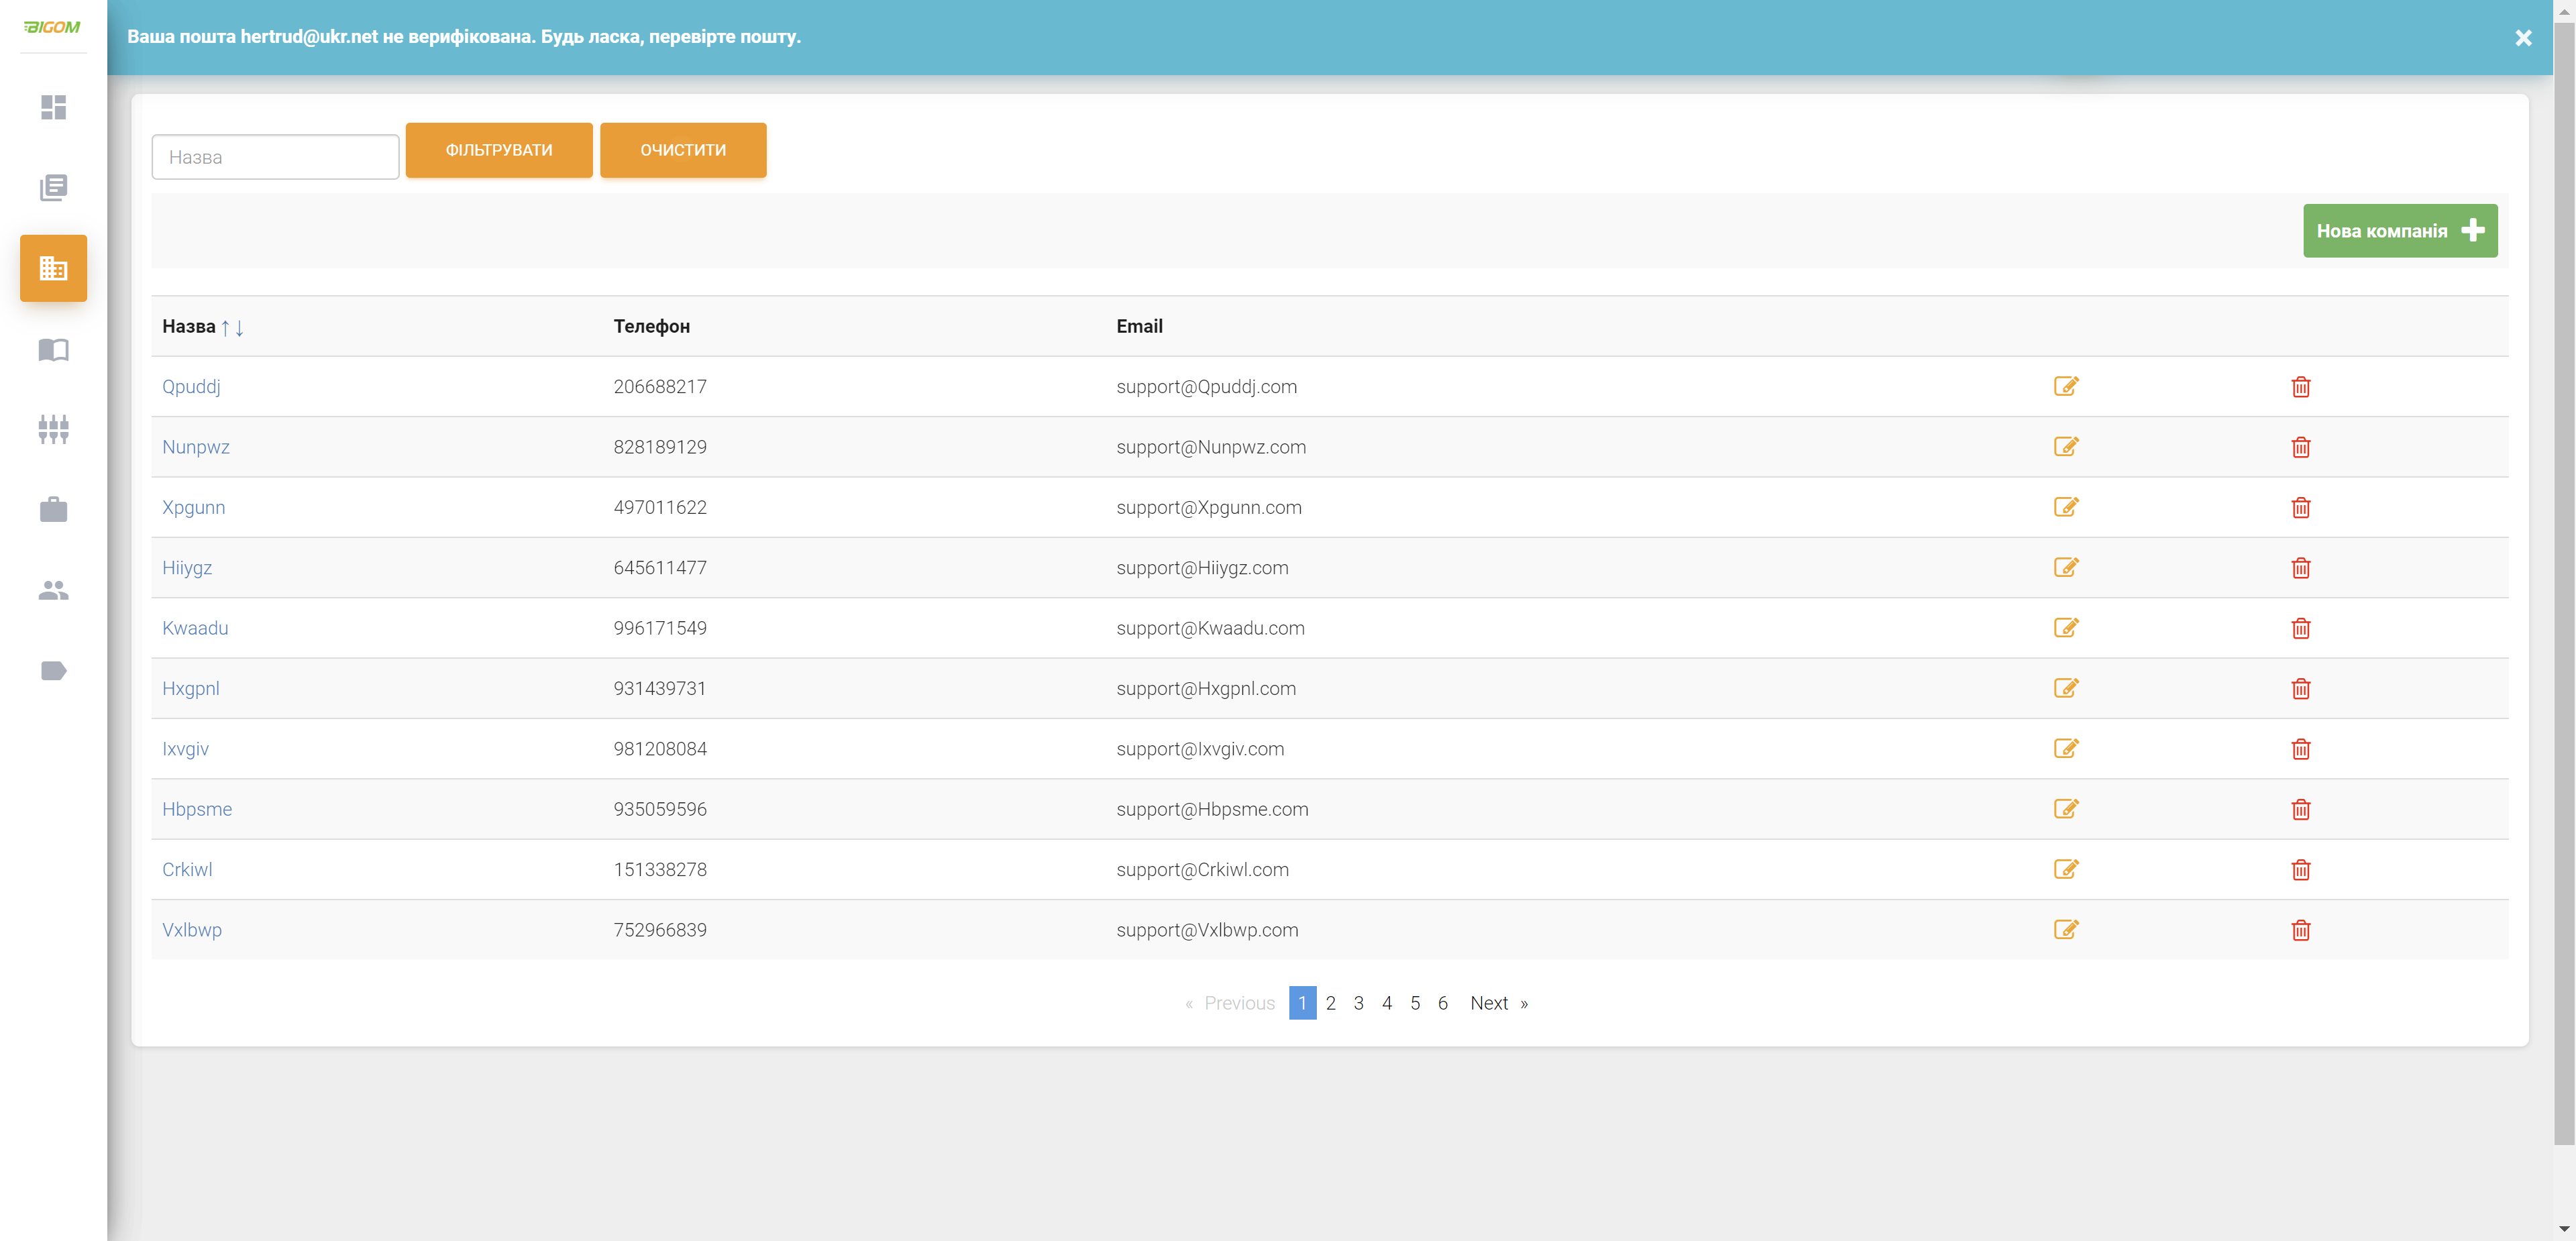 BIGOM
Ваша пошта hertrud@ukr.net не верифікована. Будь ласка, перевірте пошту.
Назва ФІЛЬТРУВАТИ ОЧИСТИТИ
Нова компанія
Назва ↑↓ Телефон Email
Qpuddj 206688217 support@Qpuddj.com
Nunpwz 828189129 support@Nunpwz.com
Xpgunn 497011622 support@Xpgunn.com
Hiiygz 645611477 support@Hiiygz.com
Kwaadu 996171549 support@Kwaadu.com
Hxgpnl 931439731 support@Hxgpnl.com
Ixvgiv 981208084 support@Ixvgiv.com
Hbpsme 935059596 support@Hbpsme.com
Crkiwl 151338278 support@Crkiwl.com
Vxlbwp 752966839 support@Vxlbwp.com
« Previous 1 2 3 4 5 6 Next »